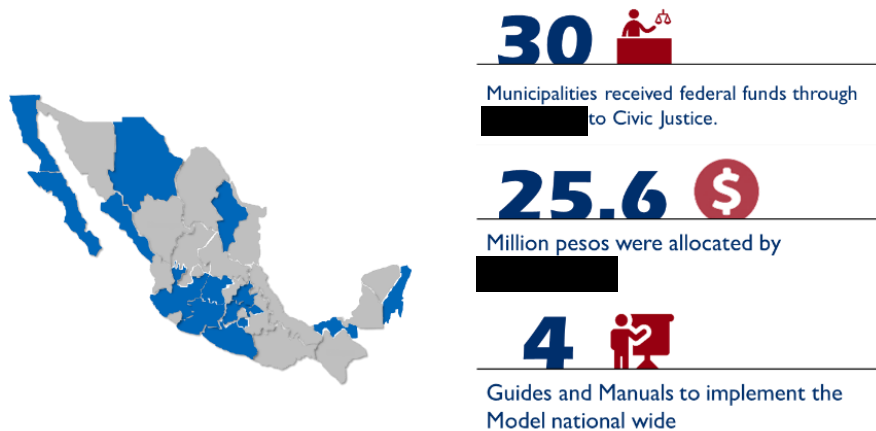 30
Municipalities received federal funds through
to Civic Justice.
25.6
$
Million pesos were allocated by
4
Guides and Manuals to implement the
Model national wide